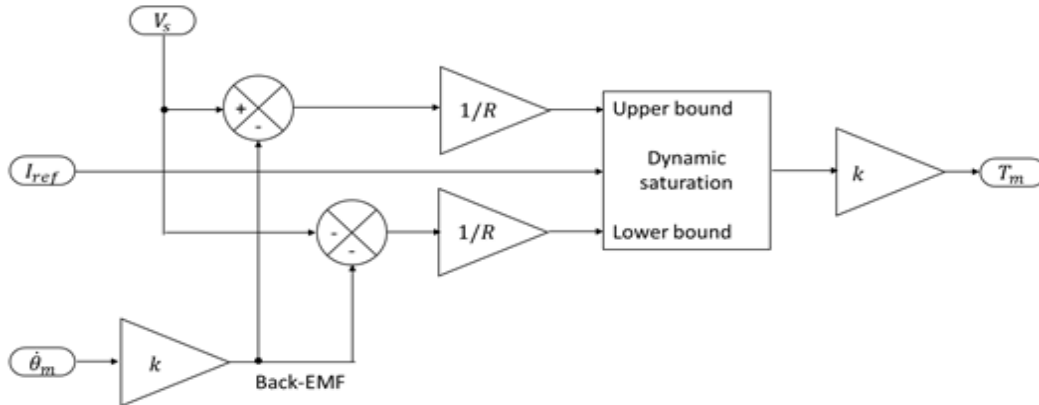 V_s
+
-
1/R
Upper bound
I_ref
Dynamic
saturation
k
T_m
-
-
1/R
Lower bound
θ̇_m
k
Back-EMF